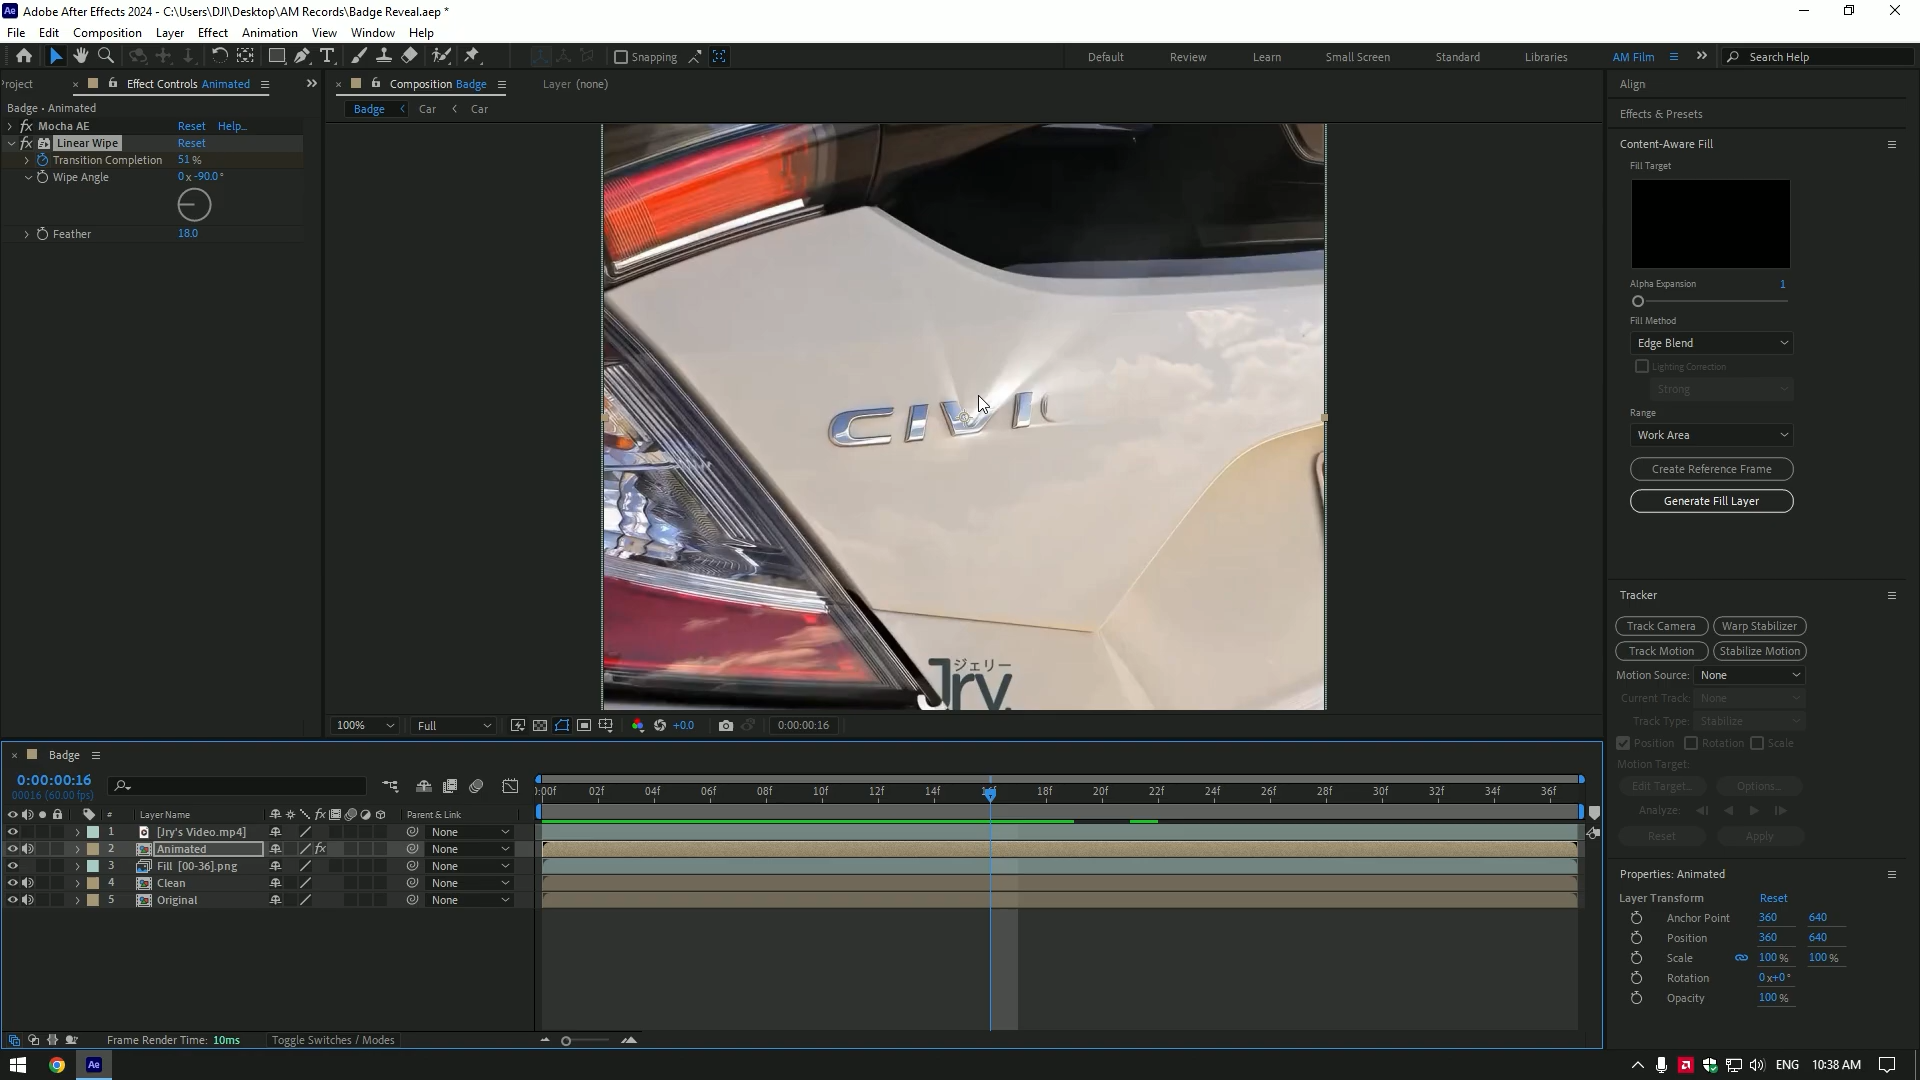 Adobe After Effects 2024 - C:\Users\DJI\Desktop\AM Records\Badge Reveal.aep *
File Edit Composition Layer Effect Animation View Window Help
Snapping
Default Review Learn Small Screen Standard Libraries AM Film Search Help
roject Effect Controls Animated Composition Badge Layer (none) Align
Badge • Animated
Badge Car Car
Effects & Presets
fx Mocha AE Reset Help...
fx Linear Wipe Reset
Transition Completion 51 %
Wipe Angle 0 x -90.0 °
Feather 18.0
Content-Aware Fill
Fill Target
Alpha Expansion 1
Fill Method
Edge Blend
Lighting Correction
Strong
Range
Work Area
Create Reference Frame
Generate Fill Layer
CIVI
ジェリー
Jry.
Tracker
Track Camera Warp Stabilizer
Track Motion Stabilize Motion
Motion Source: None
Current Track: None
Track Type: Stabilize
Position Rotation Scale
Motion Target:
Edit Target... Options...
Analyze:
Reset Apply
100% Full +0.0 0:00:00:16
Badge
0:00:00:16
00016 (60.00 fps)
:00f 02f 04f 06f 08f 10f 12f 14f 18f 20f 22f 24f 26f 28f 30f 32f 34f 36f
# Layer Name fx Parent & Link
1 [Jry's Video.mp4] None
2 Animated fx None
3 Fill [00-36].png None
4 Clean None
5 Original None
Properties: Animated
Layer Transform Reset
Anchor Point 360 640
Position 360 640
Scale 100 % 100 %
Rotation 0 x+0 °
Opacity 100 %
Frame Render Time: 10ms Toggle Switches / Modes
Ae ENG 10:38 AM